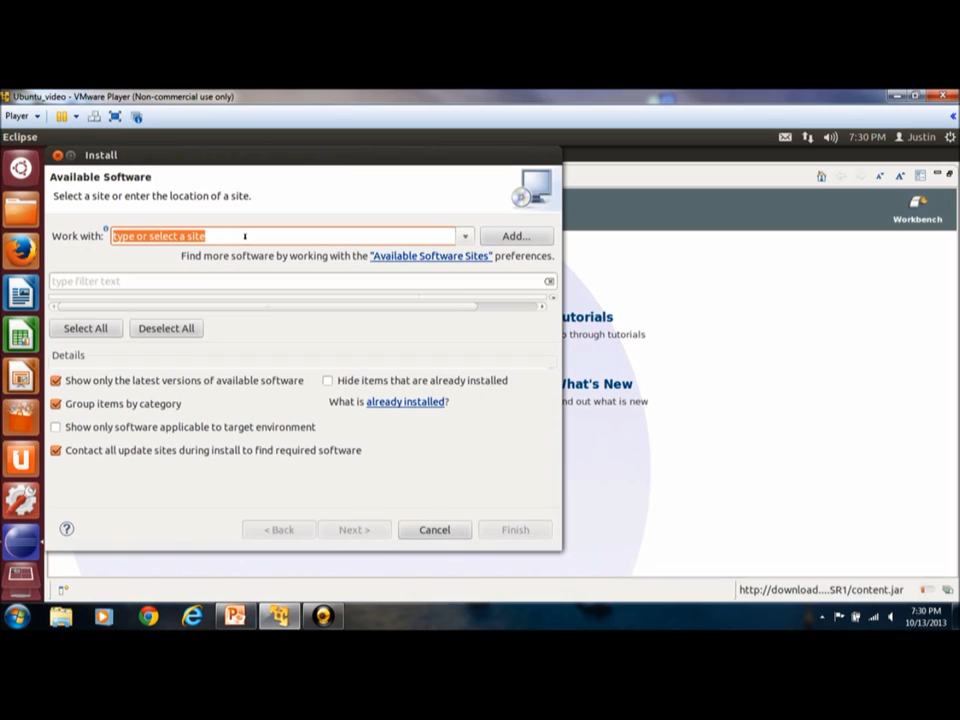 Ubuntu_video - VMware Player (Non-commercial use only)
Player
Eclipse
7:30 PM
Justin
Install
Available Software
Select a site or enter the location of a site.
Workbench
Work with:
type or select a site
Add...
Find more software by working with the "Available Software Sites" preferences.
type filter text
utorials
o through tutorials
Select All
Deselect All
Details
hat's New
nd out what is new
Show only the latest versions of available software
Hide items that are already installed
Group items by category
What is already installed?
Show only software applicable to target environment
Contact all update sites during install to find required software
?
< Back
Next >
Cancel
Finish
http://download....SR1/content.jar
7:30 PM
10/13/2013